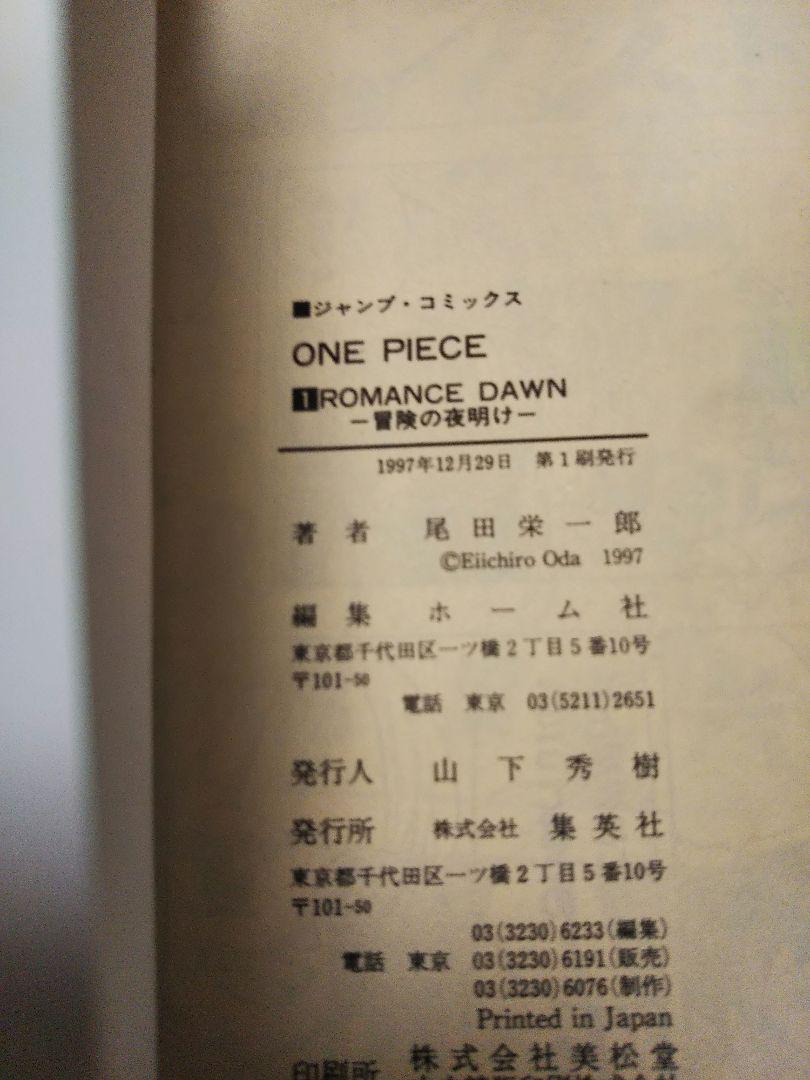 ■ジャンプ・コミックス
ONE PIECE
1 ROMANCE DAWN
―冒険の夜明け―
1997年12月29日 第1刷発行
著者 尾田栄一郎
©Eiichiro Oda 1997
編集 ホーム社
東京都千代田区一ツ橋2丁目5番10号
〒101-50
電話 東京 03(5211)2651
発行人 山下秀樹
発行所 株式会社 集英社
東京都千代田区一ツ橋2丁目5番10号
〒101-50
03(3230)6233(編集)
電話 東京 03(3230)6191(販売)
03(3230)6076(制作)
Printed in Japan
印刷所 株式会社美松堂